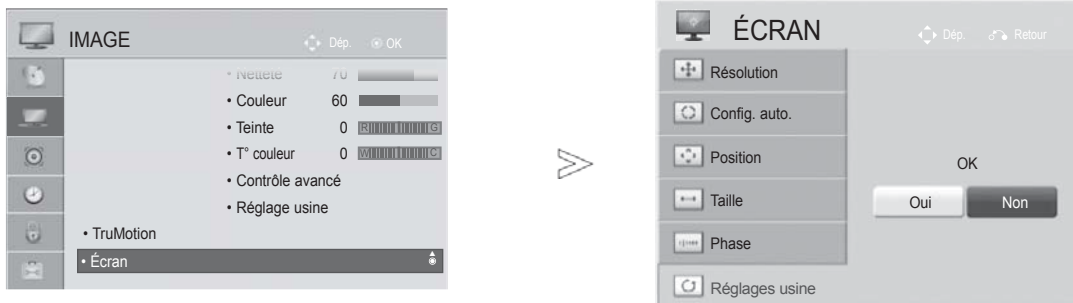 IMAGE
Dép. OK
• Netteté 70
• Couleur 60
• Teinte 0 R G
• T° couleur 0 W C
• Contrôle avancé
• Réglage usine
• TruMotion
• Écran
ÉCRAN
Dép. Retour
Résolution
Config. auto.
Position
Taille
Phase
Réglages usine
OK
Oui Non